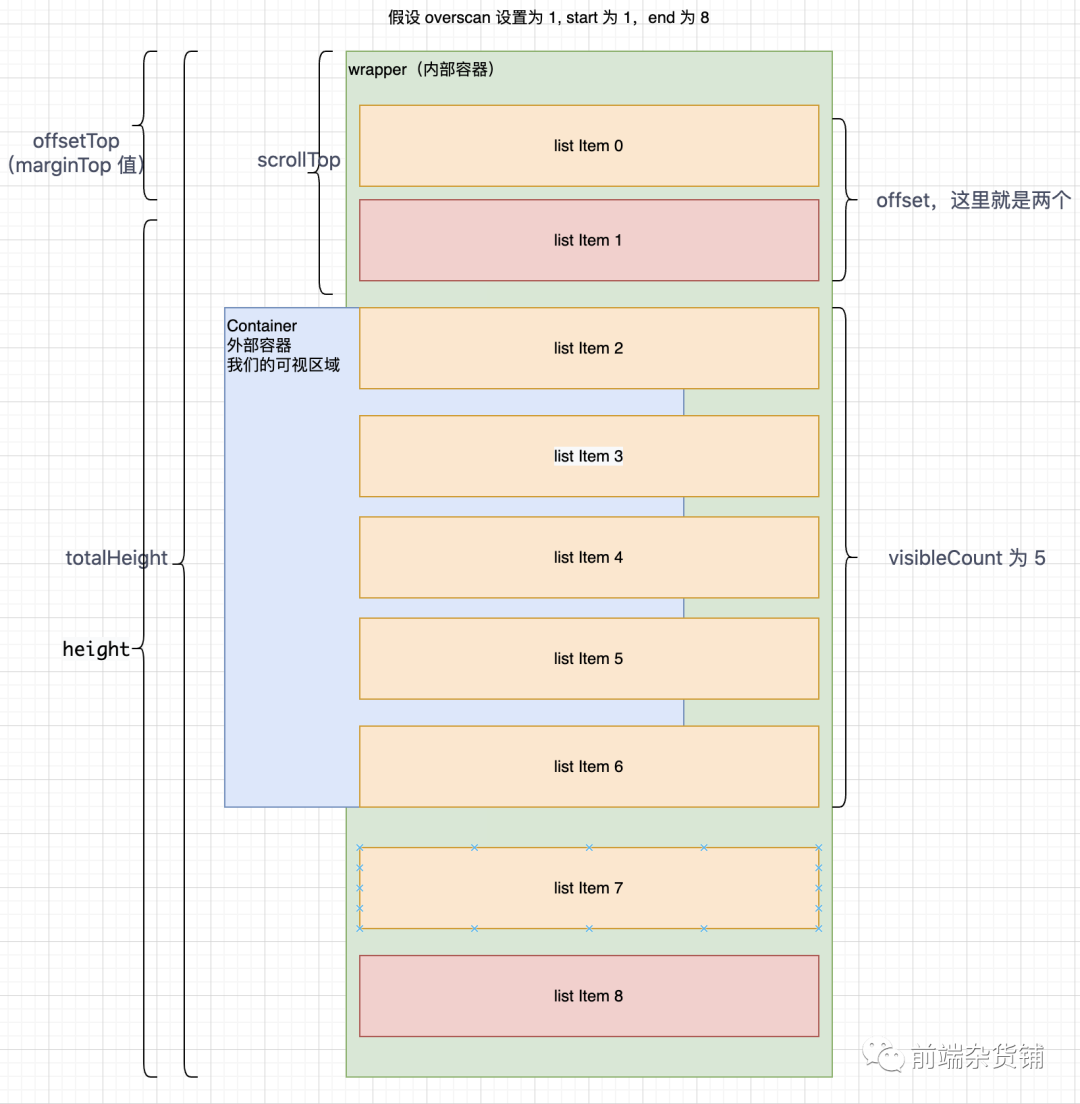 假设 overscan 设置为 1, start 为 1，end 为 8
wrapper（内部容器）
offsetTop
（marginTop 值）
scrollTop
list Item 0
offset，这里就是两个
list Item 1
Container
外部容器
我们的可视区域
list Item 2
list Item 3
totalHeight
list Item 4
visibleCount 为 5
height
list Item 5
list Item 6
list Item 7
list Item 8
前端杂货铺